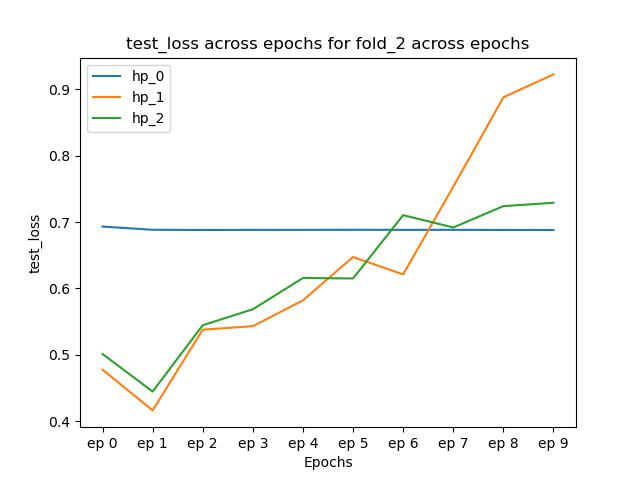 test_loss across epochs for fold_2 across epochs
hp_0
hp_1
hp_2
0.9
0.8
0.7
0.6
0.5
0.4
test_loss
ep 0 ep 1 ep 2 ep 3 ep 4 ep 5 ep 6 ep 7 ep 8 ep 9
Epochs